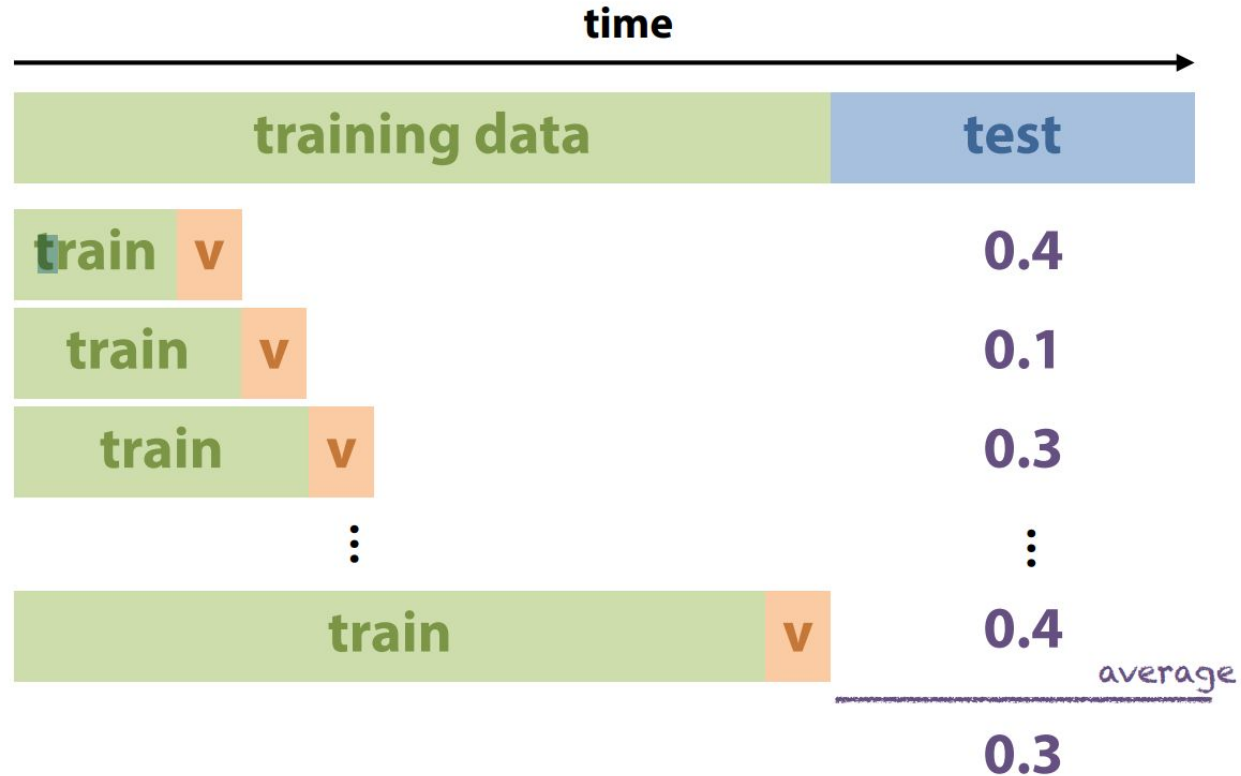 time
training data test
train v 0.4
train v 0.1
train v 0.3
train v 0.4
average
0.3